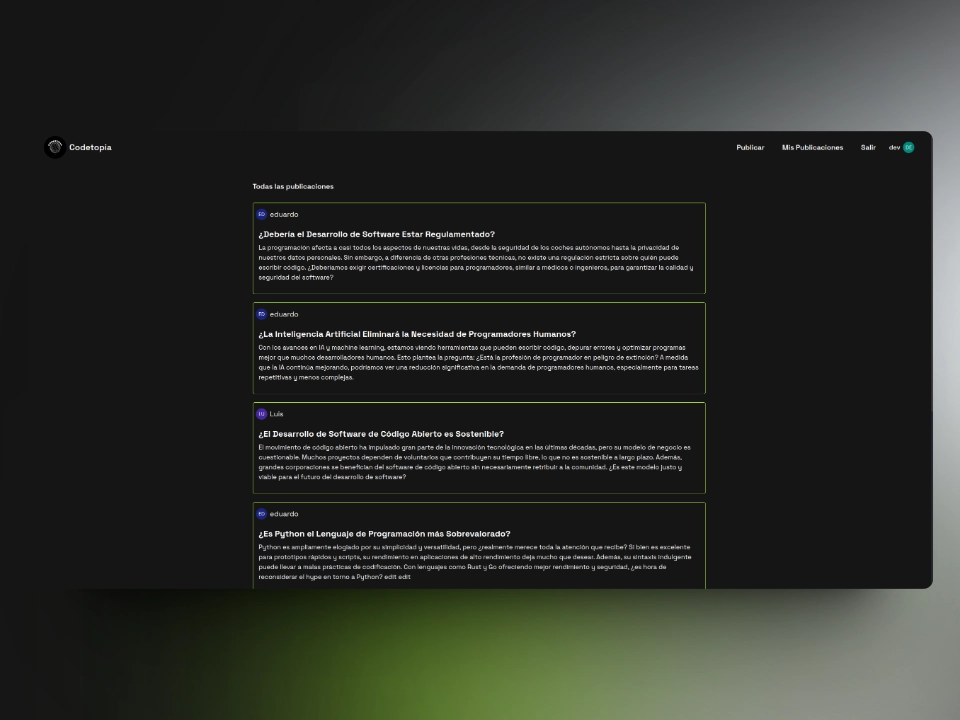 Codetopia
Publicar Mis Publicaciones Salir dev
Todas las publicaciones
ED eduardo
¿Debería el Desarrollo de Software Estar Regulamentado?
La programación afecta a casi todos los aspectos de nuestras vidas, desde la seguridad de los coches autónomos hasta la privacidad de
nuestros datos personales. Sin embargo, a diferencia de otras profesiones técnicas, no existe una regulación estricta sobre quién puede
escribir código. ¿Deberíamos exigir certificaciones y licencias para programadores, similar a médicos o ingenieros, para garantizar la calidad y
seguridad del software?
ED eduardo
¿La Inteligencia Artificial Eliminará la Necesidad de Programadores Humanos?
Con los avances en IA y machine learning, estamos viendo herramientas que pueden escribir código, depurar errores y optimizar programas
mejor que muchos desarrolladores humanos. Esto plantea la pregunta: ¿Está la profesión de programador en peligro de extinción? A medida
que la IA continúa mejorando, podríamos ver una reducción significativa en la demanda de programadores humanos, especialmente para tareas
repetitivas y menos complejas.
LU Luis
¿El Desarrollo de Software de Código Abierto es Sostenible?
El movimiento de código abierto ha impulsado gran parte de la innovación tecnológica en las últimas décadas, pero su modelo de negocio es
cuestionable. Muchos proyectos dependen de voluntarios que contribuyen su tiempo libre, lo que no es sostenible a largo plazo. Además,
grandes corporaciones se benefician del software de código abierto sin necesariamente retribuir a la comunidad. ¿Es este modelo justo y
viable para el futuro del desarrollo de software?
ED eduardo
¿Es Python el Lenguaje de Programación más Sobrevalorado?
Python es ampliamente elogiado por su simplicidad y versatilidad, pero ¿realmente merece toda la atención que recibe? Si bien es excelente
para prototipos rápidos y scripts, su rendimiento en aplicaciones de alto rendimiento deja mucho que desear. Además, su sintaxis indulgente
puede llevar a malas prácticas de codificación. Con lenguajes como Rust y Go ofreciendo mejor rendimiento y seguridad, ¿es hora de
reconsiderar el hype en torno a Python? edit edit